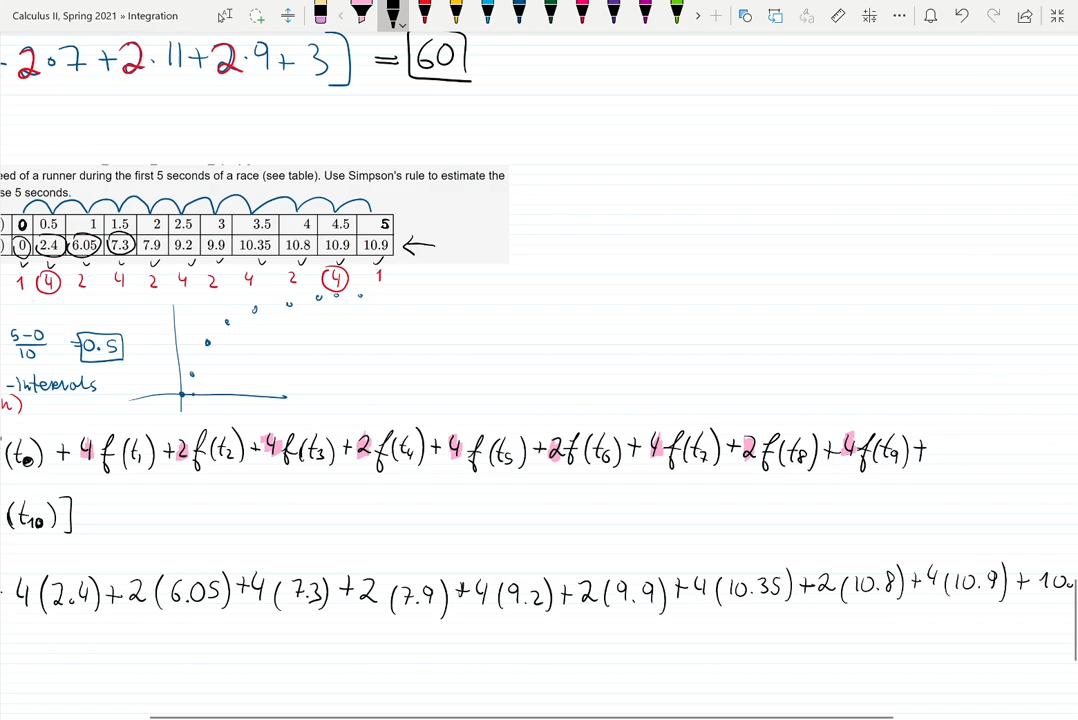 Calculus II, Spring 2021 » Integration
2·7 + 2·11 + 2·9 + 3] = 60
eed of a runner during the first 5 seconds of a race (see table). Use Simpson's rule to estimate the
se 5 seconds.
) 0 0.5 1 1.5 2 2.5 3 3.5 4 4.5 5
) 0 2.4 6.05 7.3 7.9 9.2 9.9 10.35 10.8 10.9 10.9
1 4 2 4 2 4 2 4 2 4 1
5-0/10 = 0.5
-Intervals
n)
(t0) + 4f(t1) + 2f(t2) + 4f(t3) + 2f(t4) + 4f(t5) + 2f(t6) + 4f(t7) + 2f(t8) + 4f(t9) +
(t10)]
4(2.4) + 2(6.05) + 4(7.3) + 2(7.9) + 4(9.2) + 2(9.9) + 4(10.35) + 2(10.8) + 4(10.9) + 10.